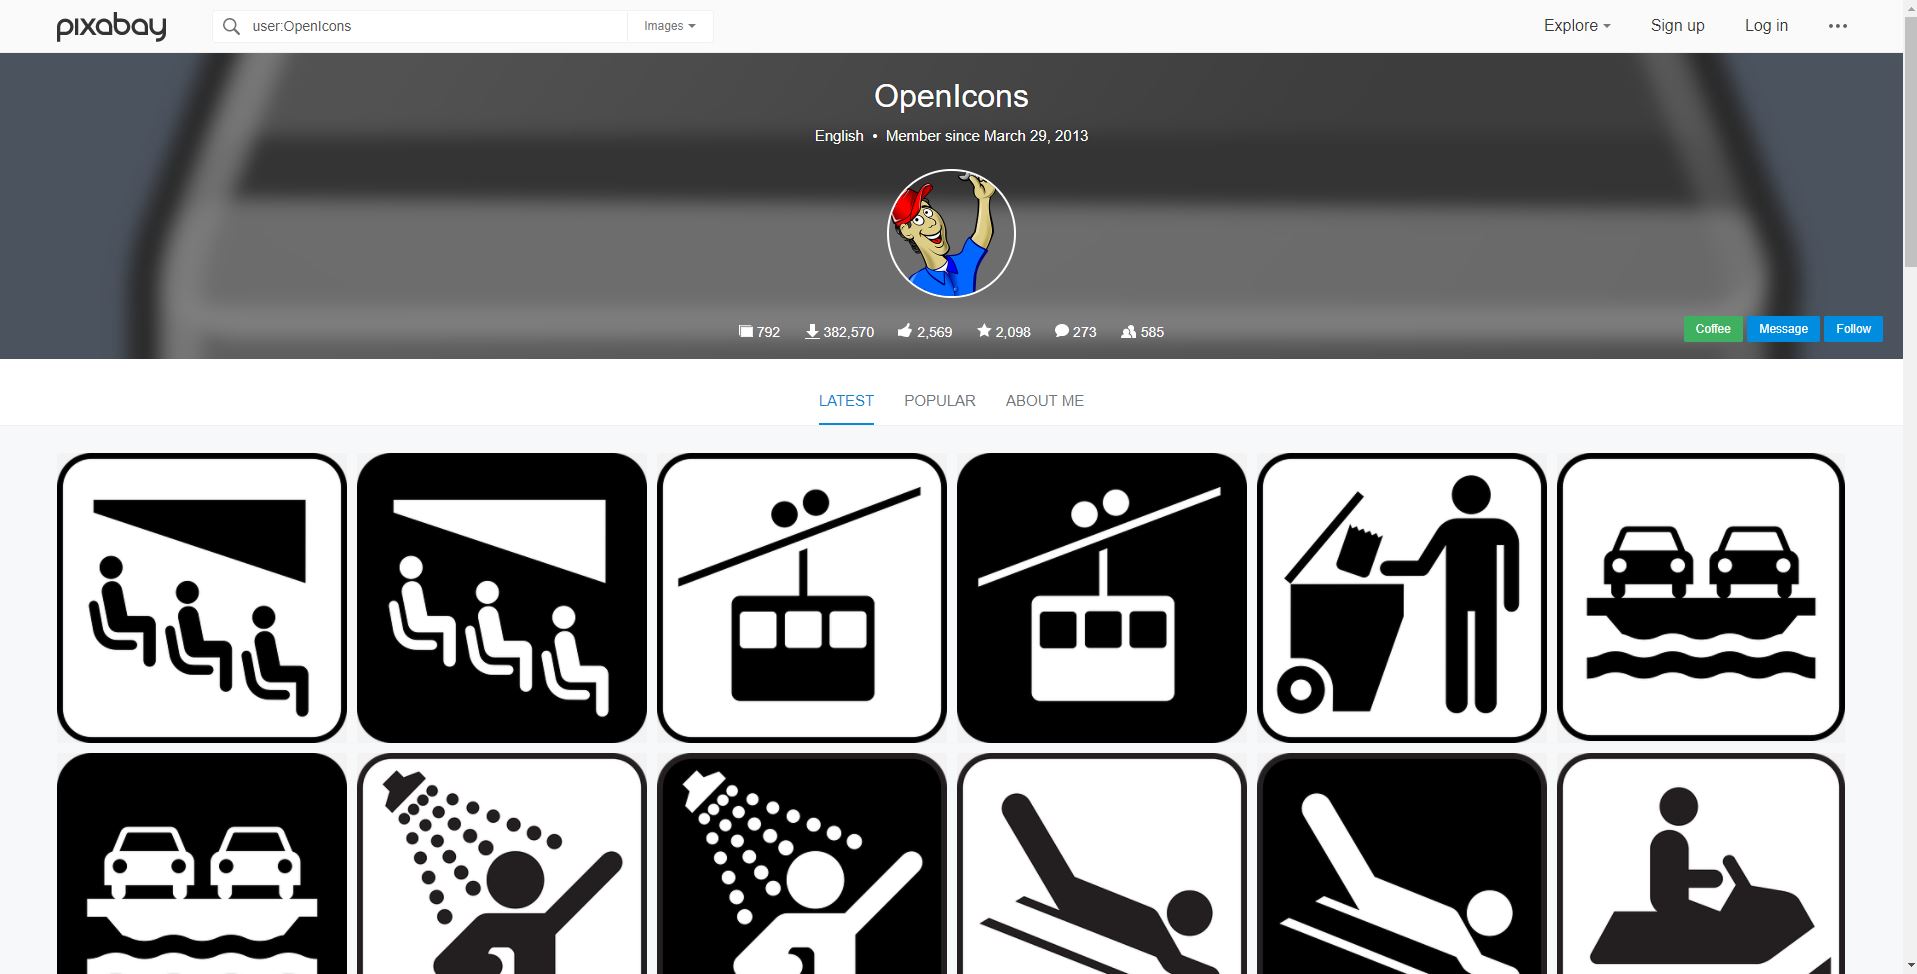 pixabay
user:OpenIcons
Images
Explore
Sign up
Log in
OpenIcons
English • Member since March 29, 2013
792
382,570
2,569
2,098
273
585
Coffee
Message
Follow
LATEST
POPULAR
ABOUT ME